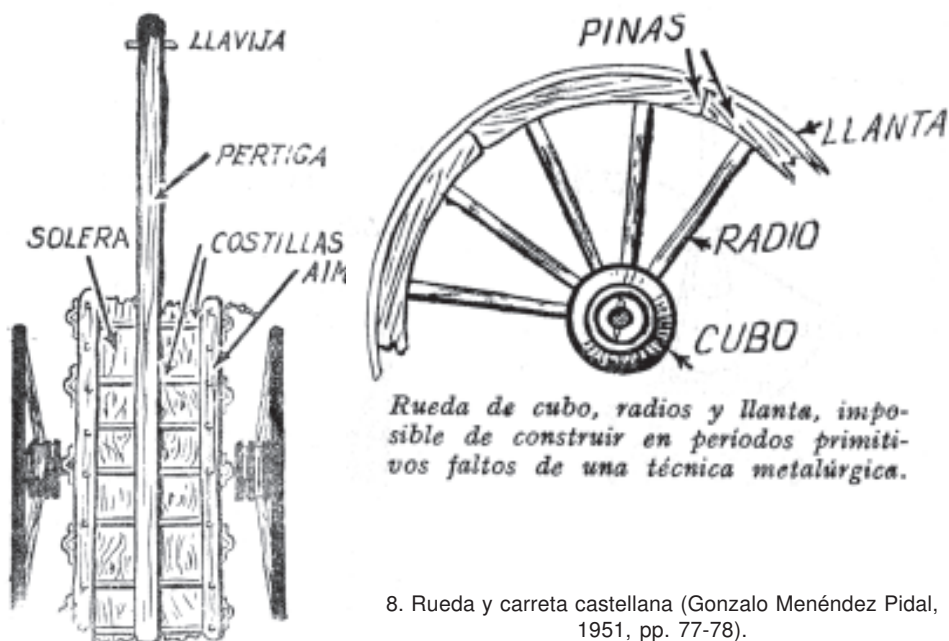 LLAVIJA
PERTIGA
SOLERA
COSTILLAS
AIM
PINAS
LLANTA
RADIO
CUBO
Rueda de cubo, radios y llanta, impo-
sible de construir en períodos primiti-
vos faltos de una técnica metalúrgica.
8. Rueda y carreta castellana (Gonzalo Menéndez Pidal,
1951, pp. 77-78).